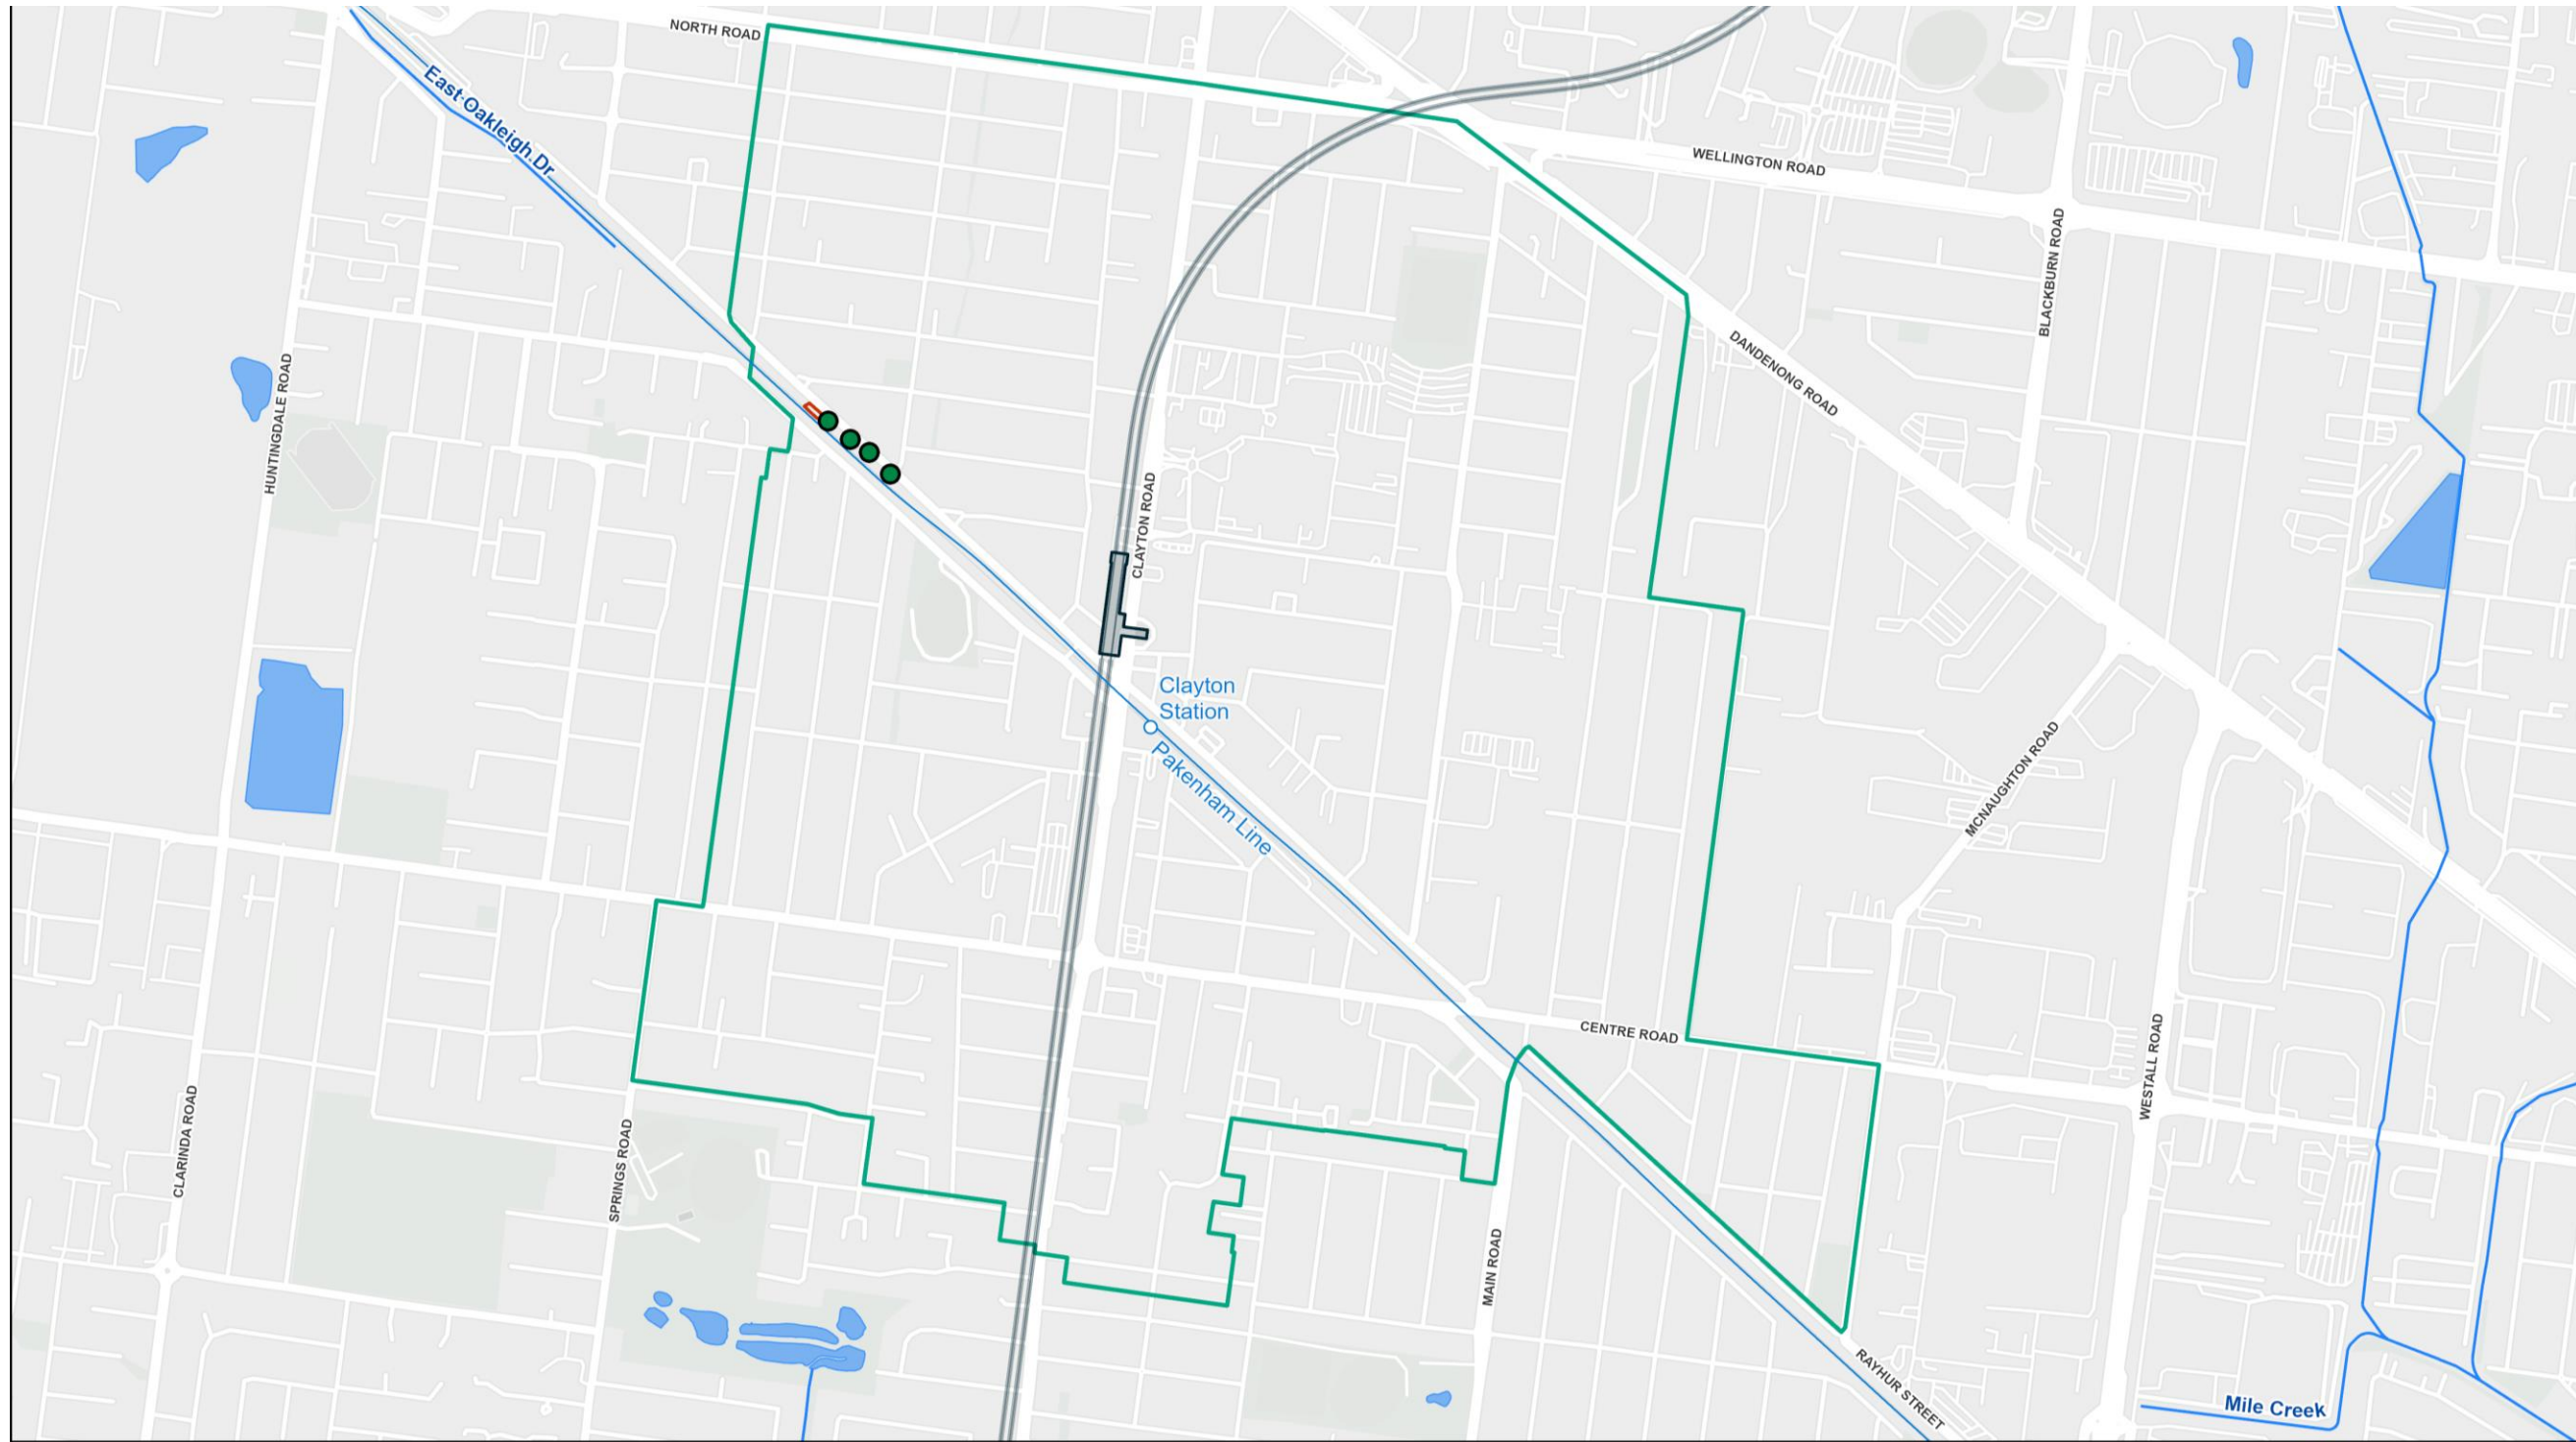 NORTH ROAD
East Oakleigh Dr
WELLINGTON ROAD
BLACKBURN ROAD
DANDENONG ROAD
HUNTINGDALE ROAD
CLAYTON ROAD
Clayton
Station
Pakenham Line
MCNAUGHTON ROAD
CENTRE ROAD
WESTALL ROAD
CLARINDA ROAD
SPRINGS ROAD
MAIN ROAD
RAYHUR STREET
Mile Creek